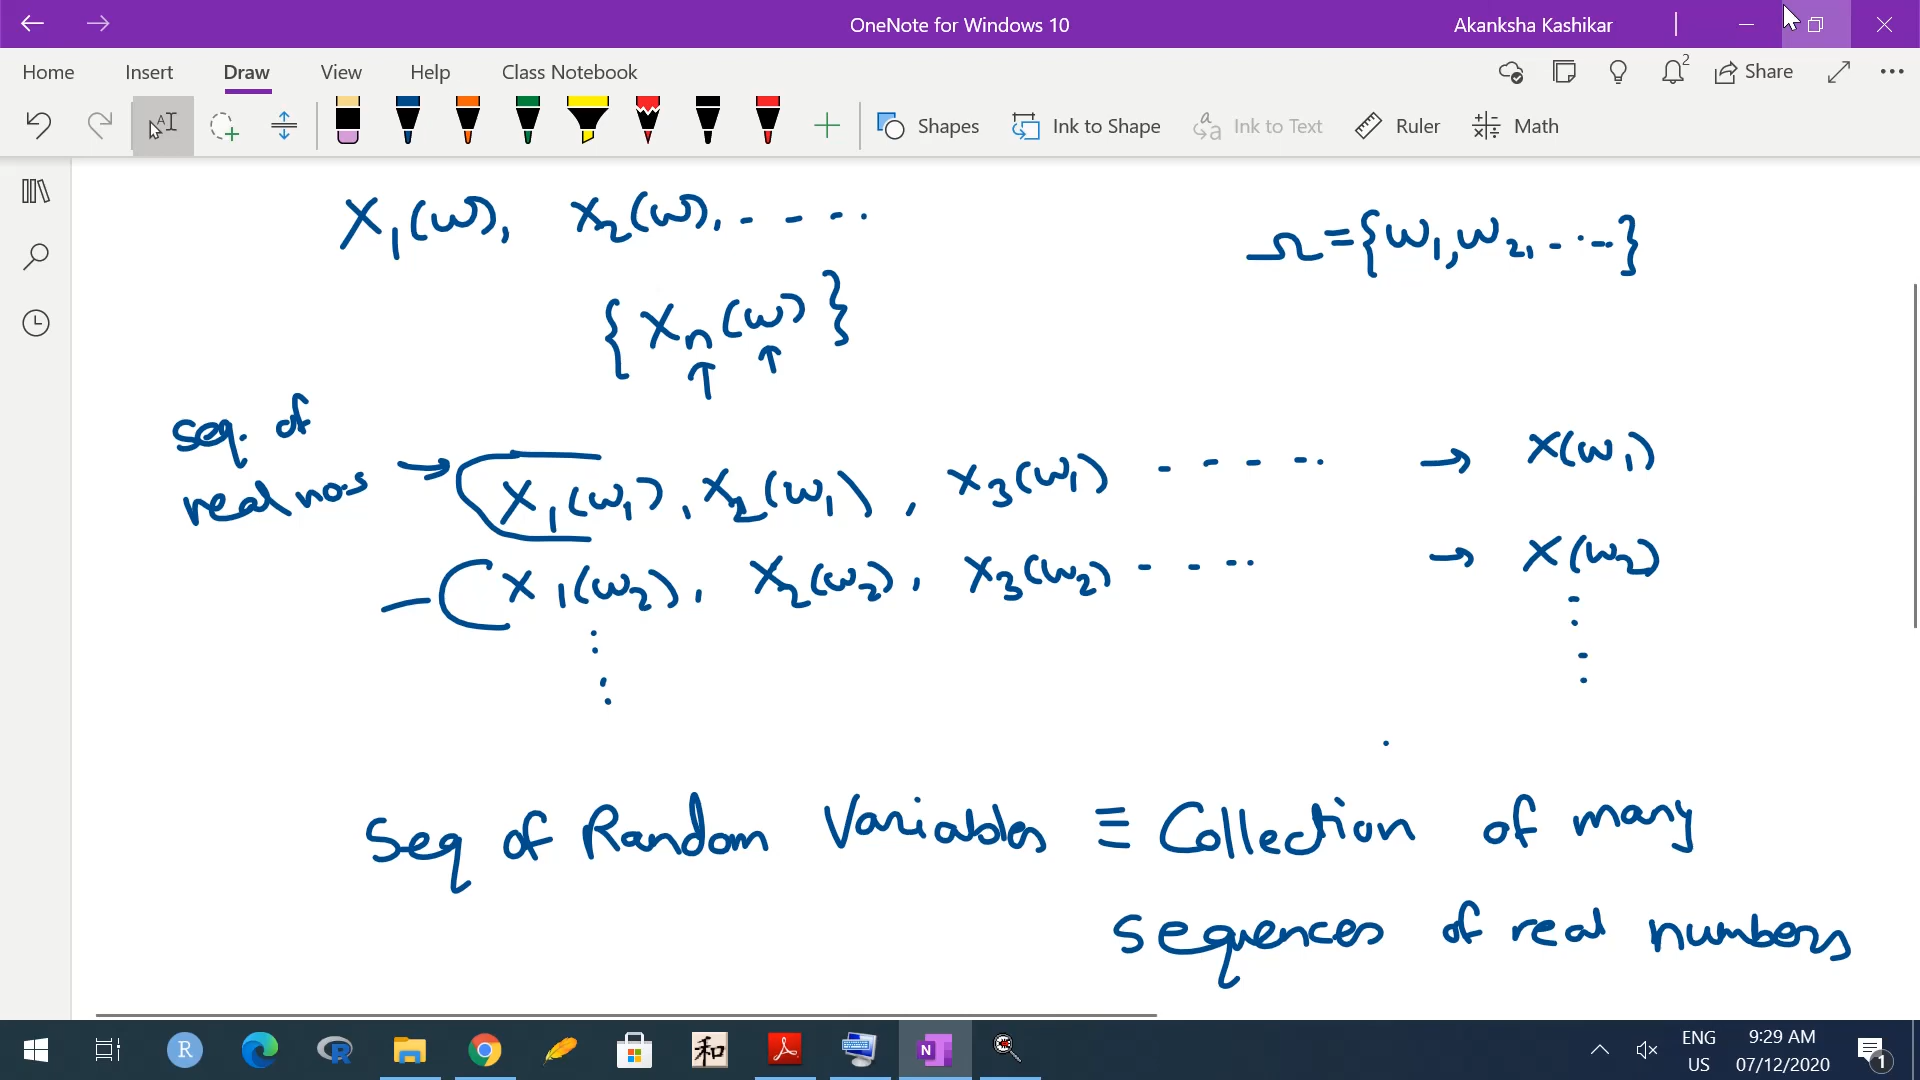 OneNote for Windows 10
Akanksha Kashikar
Home Insert Draw View Help Class Notebook
2 Share
Shapes Ink to Shape Ink to Text Ruler Math
X₁(ω), X₂(ω), - - - -
Ω = {ω₁, ω₂, - - - -}
{Xₙ(ω)}
↑ ↑
seq. of
real nos → X₁(ω₁), X₂(ω₁), X₃(ω₁) - - - - - → X(ω₁)
X₁(ω₂), X₂(ω₂), X₃(ω₂) - - - - → X(ω₂)
Seq of Random Variables ≡ Collection of many
sequences of real numbers
ENG 9:29 AM
US 07/12/2020 1